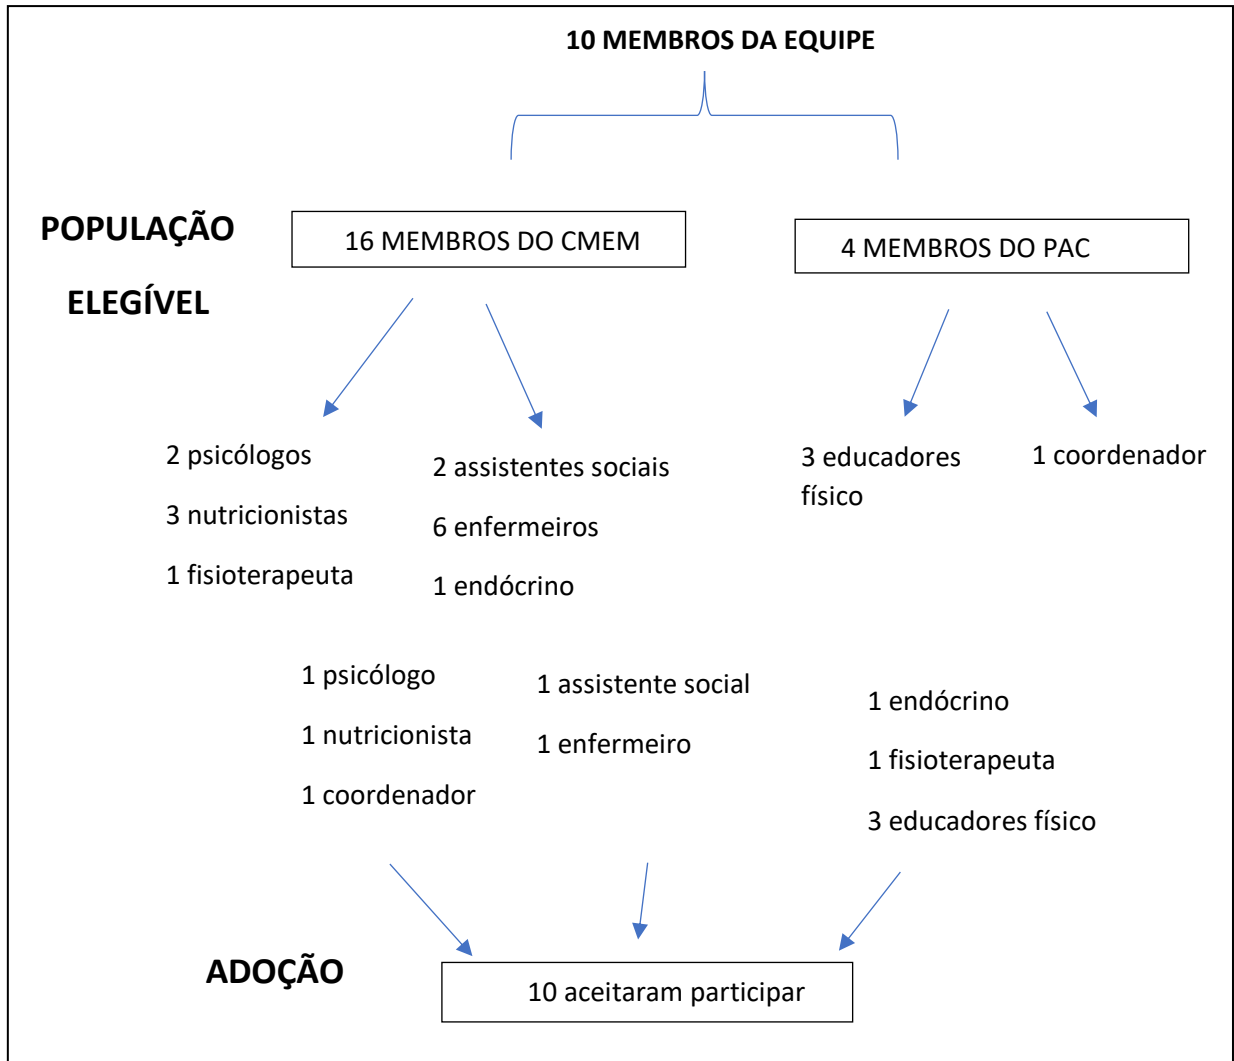 10 MEMBROS DA EQUIPE
POPULAÇÃO
ELEGÍVEL
16 MEMBROS DO CMEM
4 MEMBROS DO PAC
2 psicólogos
3 nutricionistas
1 fisioterapeuta
2 assistentes sociais
6 enfermeiros
1 endócrino
3 educadores
físico
1 coordenador
1 psicólogo
1 nutricionista
1 coordenador
1 assistente social
1 enfermeiro
1 endócrino
1 fisioterapeuta
3 educadores físico
ADOÇÃO
10 aceitaram participar